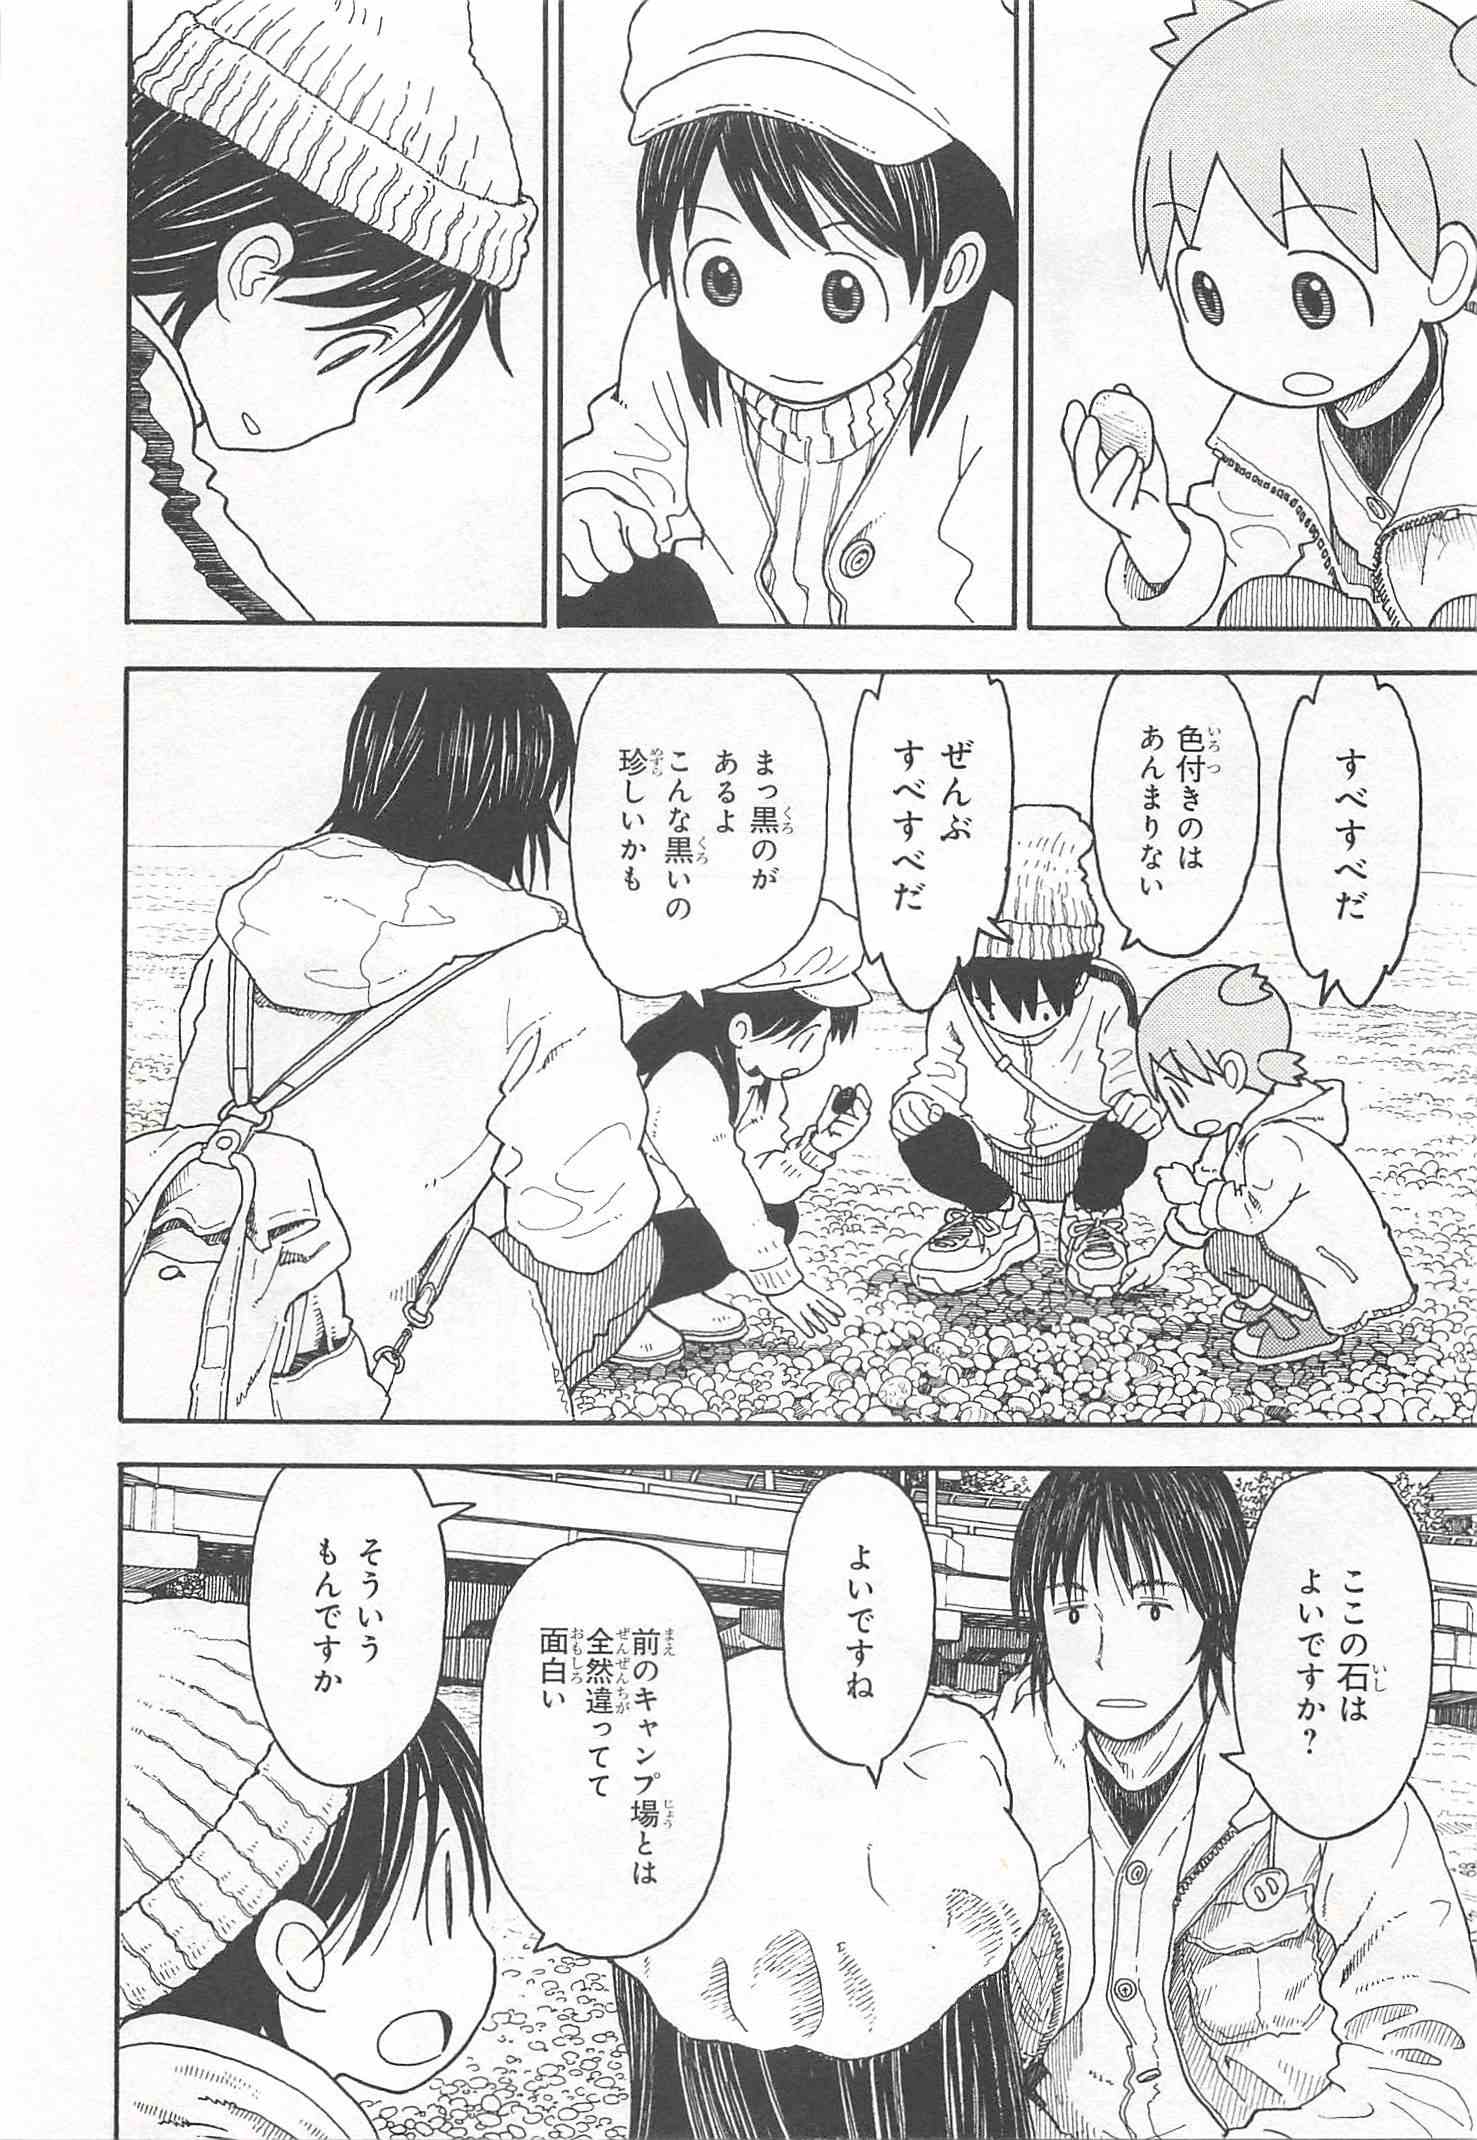 すべすべだ
色付きのは
あんまりない
ぜんぶ
すべすべだ
まっ黒のが
あるよ
こんな黒いの
珍しいかも
ここの石は
よいですか?
よいですね
前のキャンプ場とは
全然違ってて
面白い
そういう
もんですか